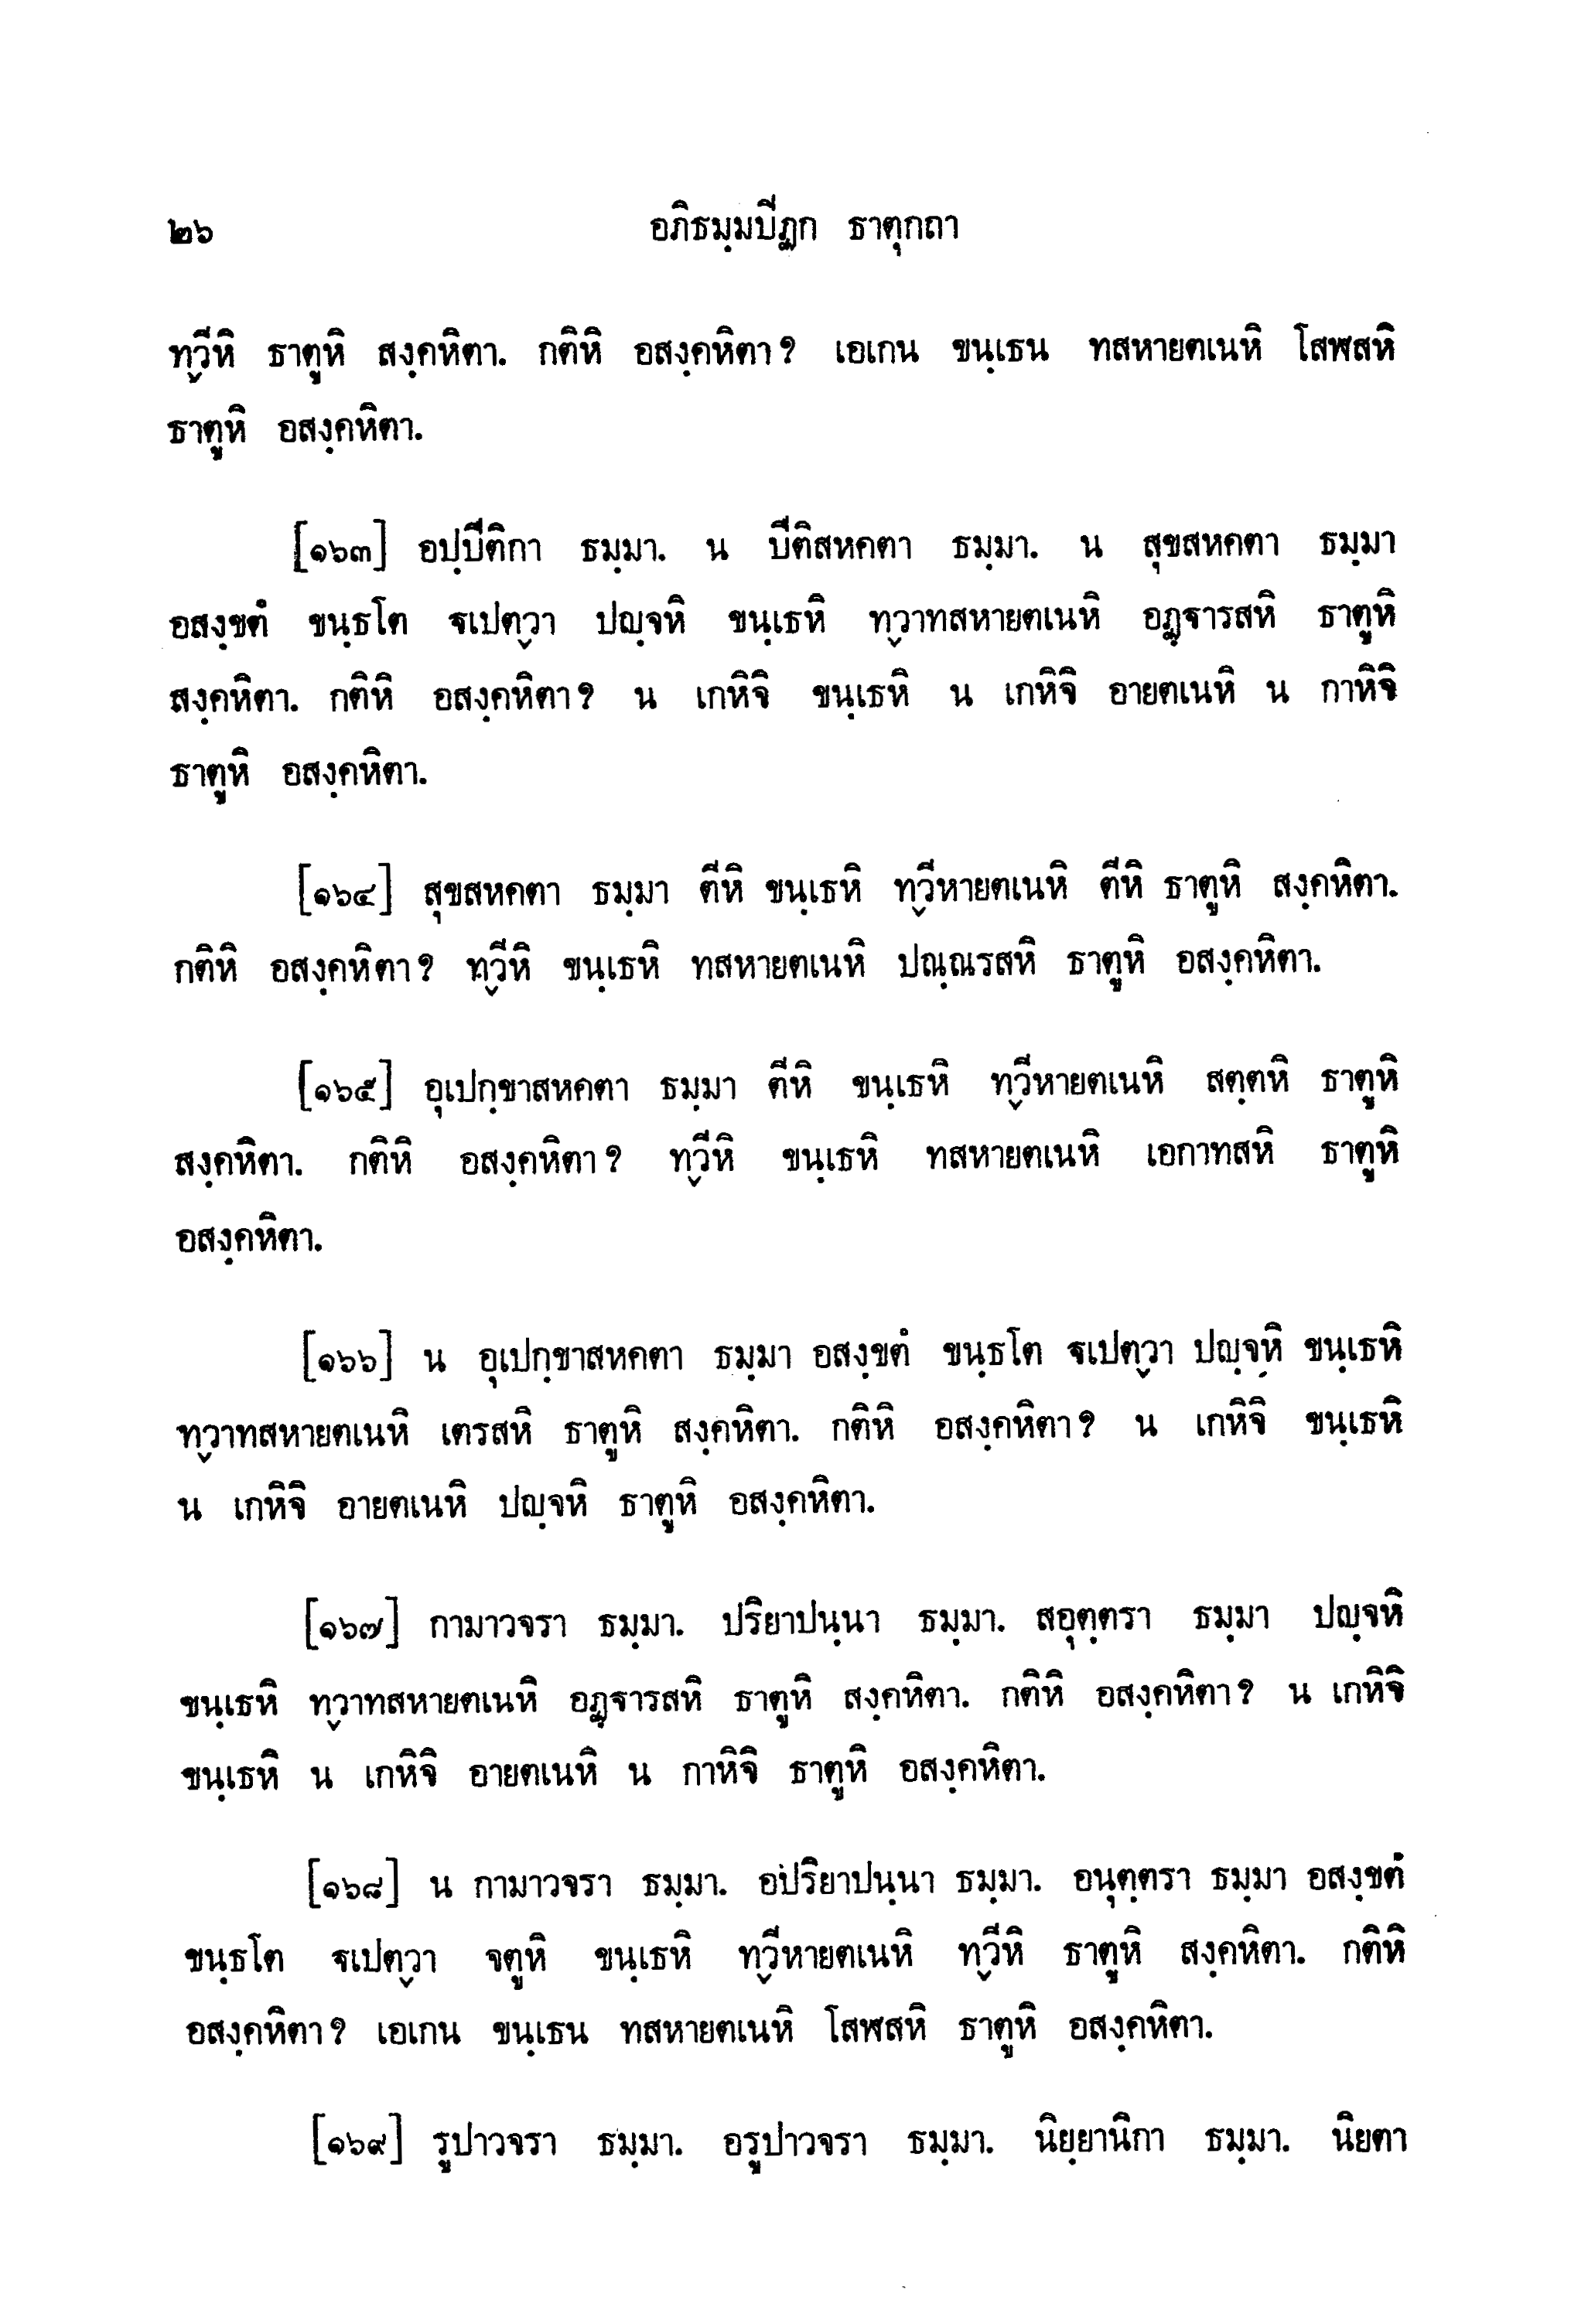 ๒๖ อภิธมฺมปีฏก ธาตุกถา
ทฺวีหิ ธาตูหิ สงฺคหิตา. กติหิ อสงฺคหิตา? เอเกน ขนฺเธน ทสหายตเนหิ โสฬสหิ
ธาตูหิ อสงฺคหิตา.
[๑๖๓] อปฺปีติกา ธมฺมา. น ปีติสหคตา ธมฺมา. น สุขสหคตา ธมฺมา
อสงฺขตํ ขนฺธโต ฐเปตฺวา ปญฺจหิ ขนฺเธหิ ทฺวาทสหายตเนหิ อฏฺฐารสหิ ธาตูหิ
สงฺคหิตา. กติหิ อสงฺคหิตา? น เกหิจิ ขนฺเธหิ น เกหิจิ อายตเนหิ น กาหิจิ
ธาตูหิ อสงฺคหิตา.
[๑๖๔] สุขสหคตา ธมฺมา ตีหิ ขนฺเธหิ ทฺวีหายตเนหิ ตีหิ ธาตูหิ สงฺคหิตา.
กติหิ อสงฺคหิตา? ทฺวีหิ ขนฺเธหิ ทสหายตเนหิ ปณฺณรสหิ ธาตูหิ อสงฺคหิตา.
[๑๖๕] อุเปกฺขาสหคตา ธมฺมา ตีหิ ขนฺเธหิ ทฺวีหายตเนหิ สตฺตหิ ธาตูหิ
สงฺคหิตา. กติหิ อสงฺคหิตา? ทฺวีหิ ขนฺเธหิ ทสหายตเนหิ เอกาทสหิ ธาตูหิ
อสงฺคหิตา.
[๑๖๖] น อุเปกฺขาสหคตา ธมฺมา อสงฺขตํ ขนฺธโต ฐเปตฺวา ปญฺจหิ ขนฺเธหิ
ทฺวาทสหายตเนหิ เตรสหิ ธาตูหิ สงฺคหิตา. กติหิ อสงฺคหิตา? น เกหิจิ ขนฺเธหิ
น เกหิจิ อายตเนหิ ปญฺจหิ ธาตูหิ อสงฺคหิตา.
[๑๖๗] กามาวจรา ธมฺมา. ปริยาปนฺนา ธมฺมา. สอุตฺตรา ธมฺมา ปญฺจหิ
ขนฺเธหิ ทฺวาทสหายตเนหิ อฏฺฐารสหิ ธาตูหิ สงฺคหิตา. กติหิ อสงฺคหิตา? น เกหิจิ
ขนฺเธหิ น เกหิจิ อายตเนหิ น กาหิจิ ธาตูหิ อสงฺคหิตา.
[๑๖๘] น กามาวจรา ธมฺมา. อปริยาปนฺนา ธมฺมา. อนุตฺตรา ธมฺมา อสงฺขตํ
ขนฺธโต ฐเปตฺวา จตูหิ ขนฺเธหิ ทฺวีหายตเนหิ ทฺวีหิ ธาตูหิ สงฺคหิตา. กติหิ
อสงฺคหิตา? เอเกน ขนฺเธน ทสหายตเนหิ โสฬสหิ ธาตูหิ อสงฺคหิตา.
[๑๖๙] รูปาวจรา ธมฺมา. อรูปาวจรา ธมฺมา. นิยฺยานิกา ธมฺมา. นิยตา